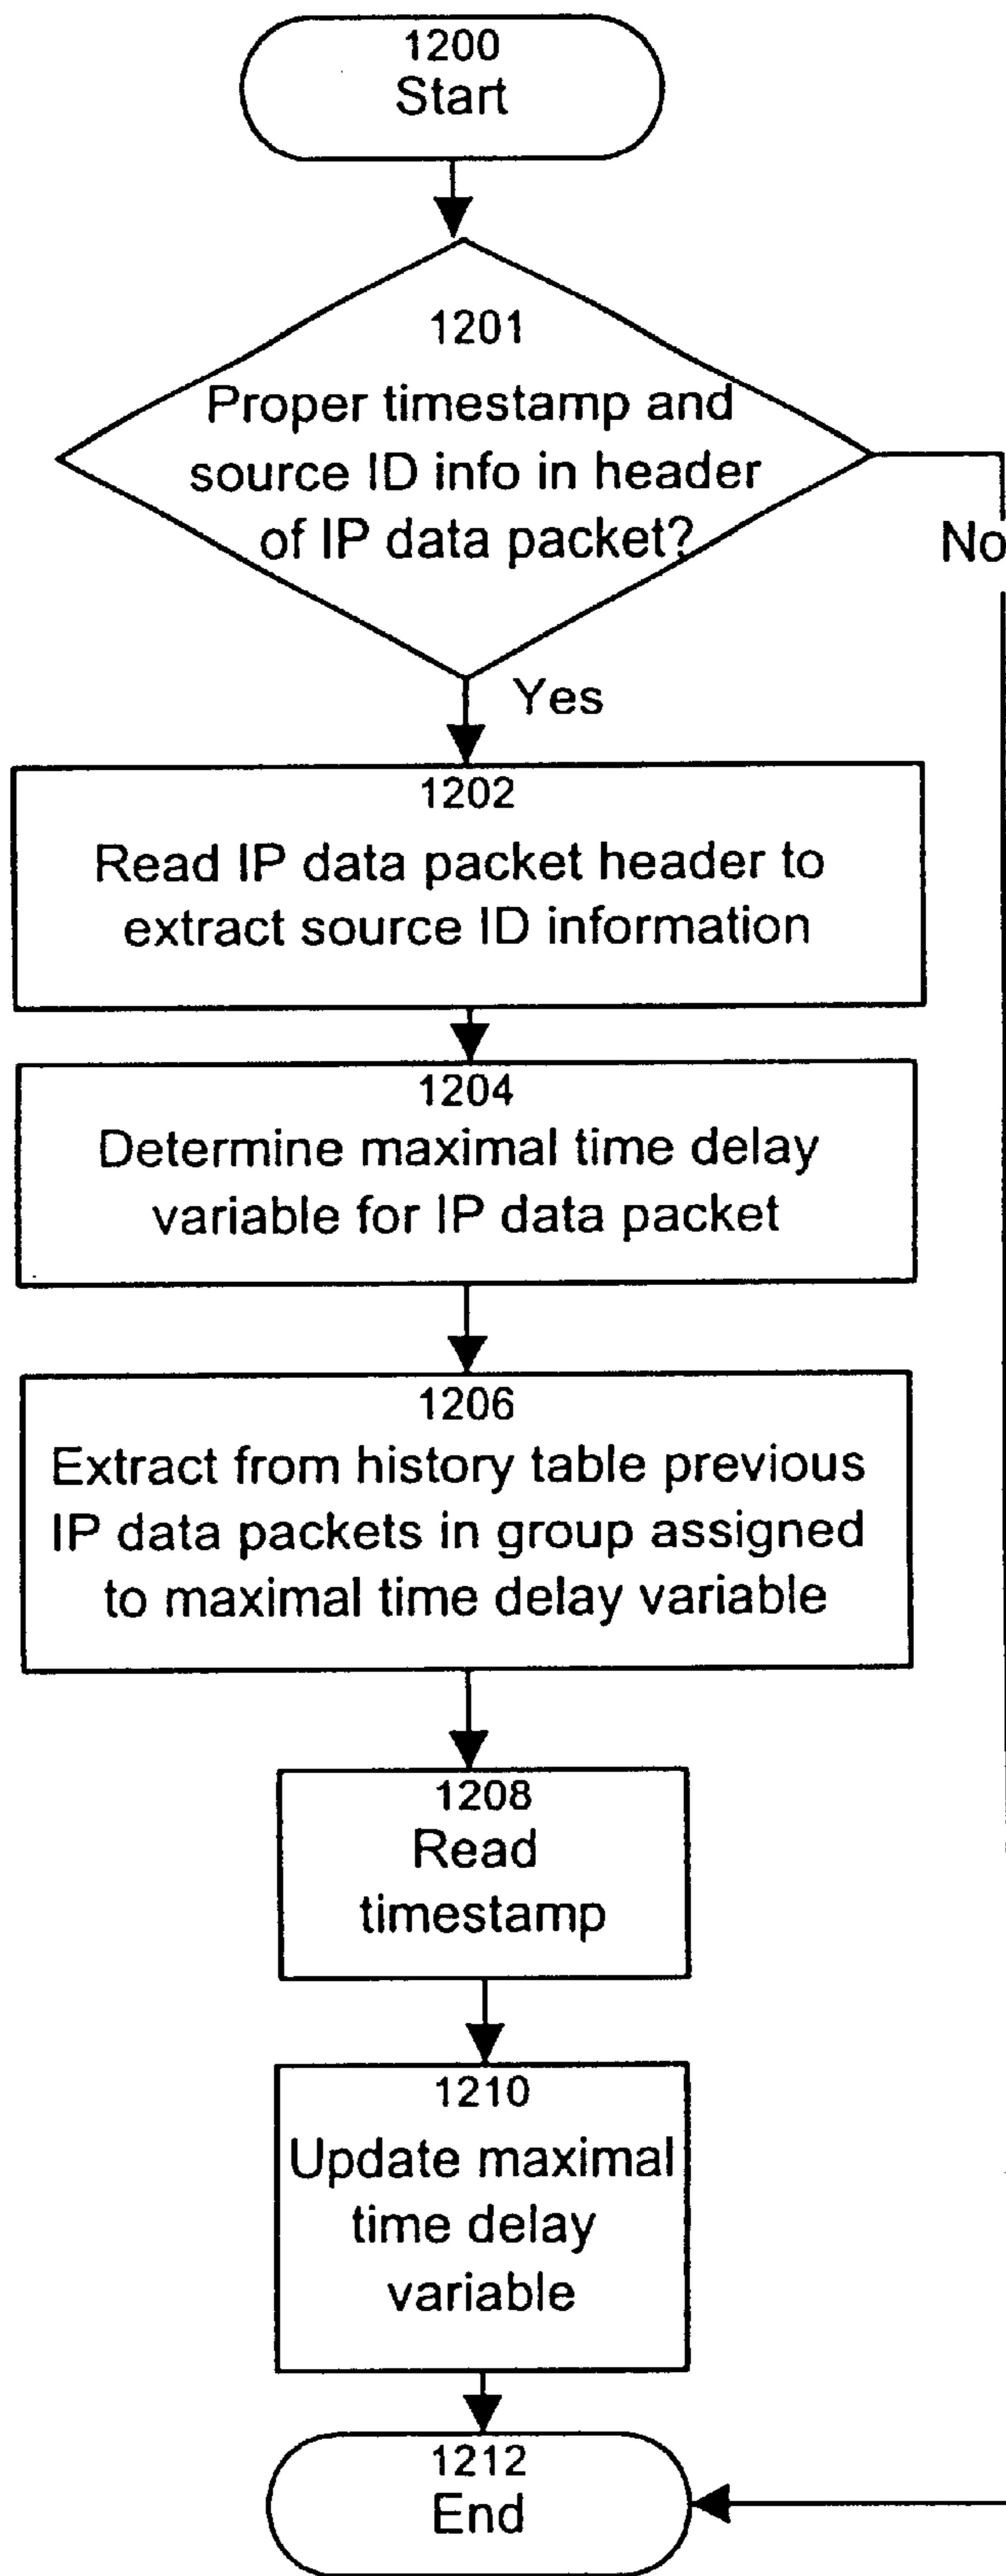 1200
Start
1201
Proper timestamp and
source ID info in header
of IP data packet?
No
Yes
1202
Read IP data packet header to
extract source ID information
1204
Determine maximal time delay
variable for IP data packet
1206
Extract from history table previous
IP data packets in group assigned
to maximal time delay variable
1208
Read
timestamp
1210
Update maximal
time delay
variable
1212
End